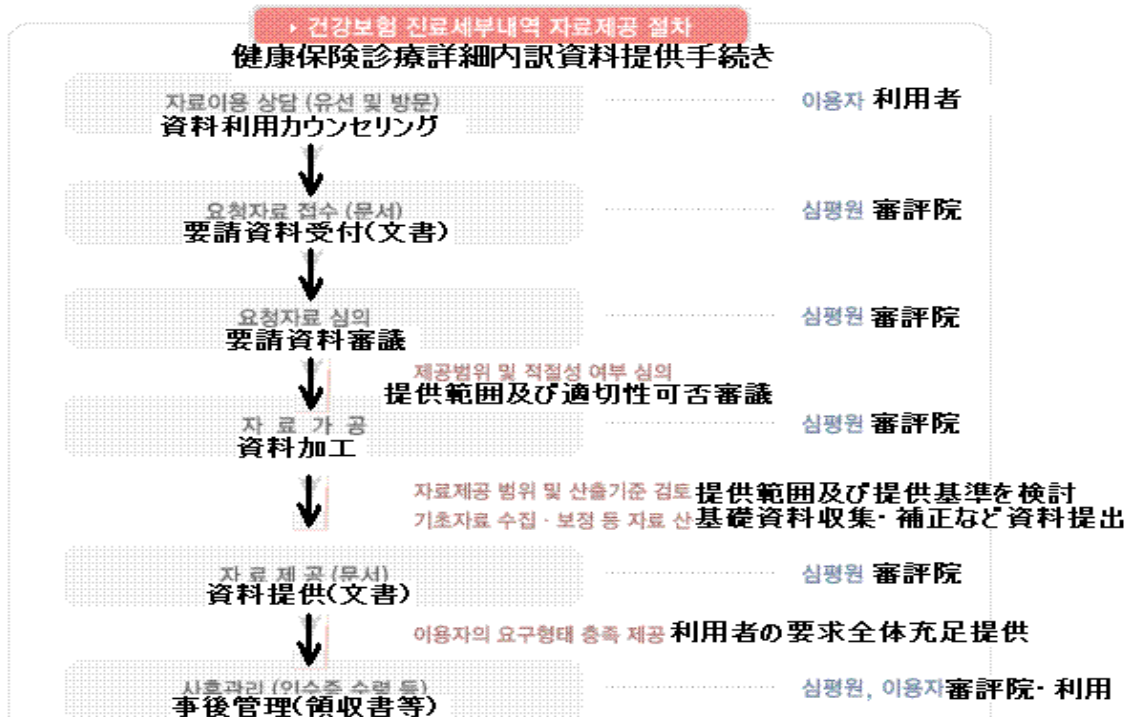 ▸ 건강보험 진료세부내역 자료제공 절차
健康保険診療詳細内訳資料提供手続き
자료이용 상담 (유선 및 방문) 이용자 利用者
資料利用カウンセリング
요청자료 접수 (문서) 심평원 審評院
要請資料受付(文書)
요청자료 심의 심평원 審評院
要請資料審議
제공범위 및 적절성 여부 심의
提供範囲及び適切性可否審議
자 료 가 공 심평원 審評院
資料加工
자료제공 범위 및 산출기준 검토 提供範囲及び提供基準を検討
기초자료 수집 · 보정 등 자료 산 基礎資料収集・補正など資料提出
자 료 제 공 (문서) 심평원 審評院
資料提供(文書)
이용자의 요구형태 충족 제공 利用者の要求全体充足提供
사후관리 (인수증 수령 등) 심평원, 이용자 審評院・利用
事後管理(領収書等)